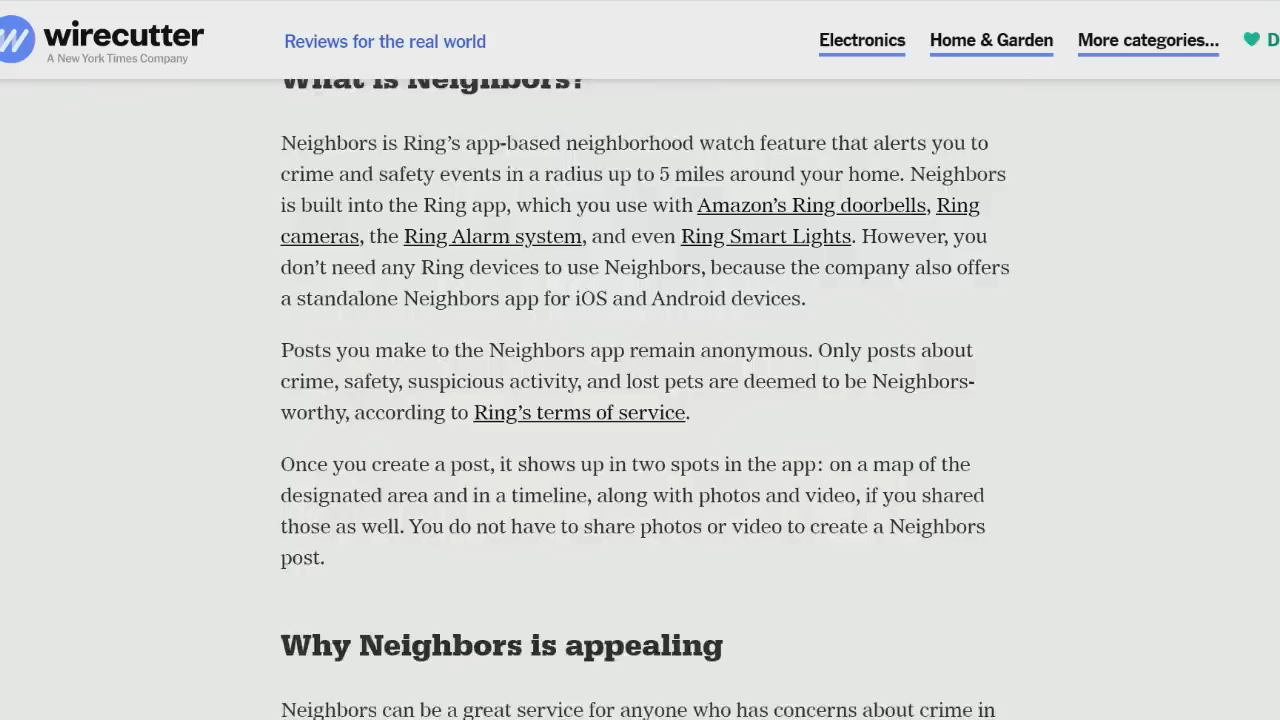 wirecutter
A New York Times Company
Reviews for the real world
Electronics
Home & Garden
More categories...
D
What is Neighbors?
Neighbors is Ring’s app-based neighborhood watch feature that alerts you to
crime and safety events in a radius up to 5 miles around your home. Neighbors
is built into the Ring app, which you use with Amazon’s Ring doorbells, Ring
cameras, the Ring Alarm system, and even Ring Smart Lights. However, you
don’t need any Ring devices to use Neighbors, because the company also offers
a standalone Neighbors app for iOS and Android devices.
Posts you make to the Neighbors app remain anonymous. Only posts about
crime, safety, suspicious activity, and lost pets are deemed to be Neighbors-
worthy, according to Ring’s terms of service.
Once you create a post, it shows up in two spots in the app: on a map of the
designated area and in a timeline, along with photos and video, if you shared
those as well. You do not have to share photos or video to create a Neighbors
post.
Why Neighbors is appealing
Neighbors can be a great service for anyone who has concerns about crime in